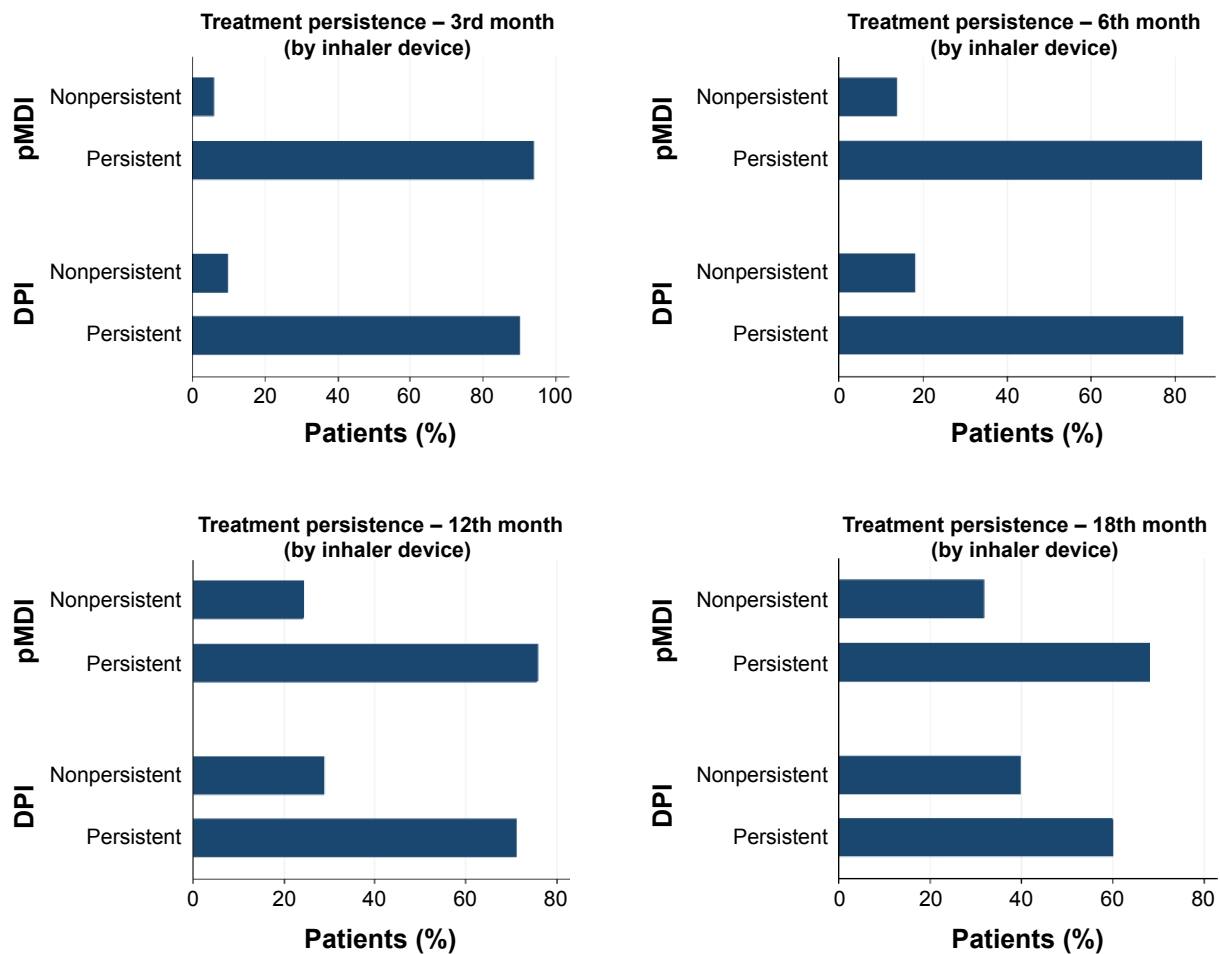 Treatment persistence – 3rd month
(by inhaler device)
pMDI
Nonpersistent
Persistent
DPI
Nonpersistent
Persistent
0 20 40 60 80 100
Patients (%)
Treatment persistence – 6th month
(by inhaler device)
pMDI
Nonpersistent
Persistent
DPI
Nonpersistent
Persistent
0 20 40 60 80
Patients (%)
Treatment persistence – 12th month
(by inhaler device)
pMDI
Nonpersistent
Persistent
DPI
Nonpersistent
Persistent
0 20 40 60 80
Patients (%)
Treatment persistence – 18th month
(by inhaler device)
pMDI
Nonpersistent
Persistent
DPI
Nonpersistent
Persistent
0 20 40 60 80
Patients (%)